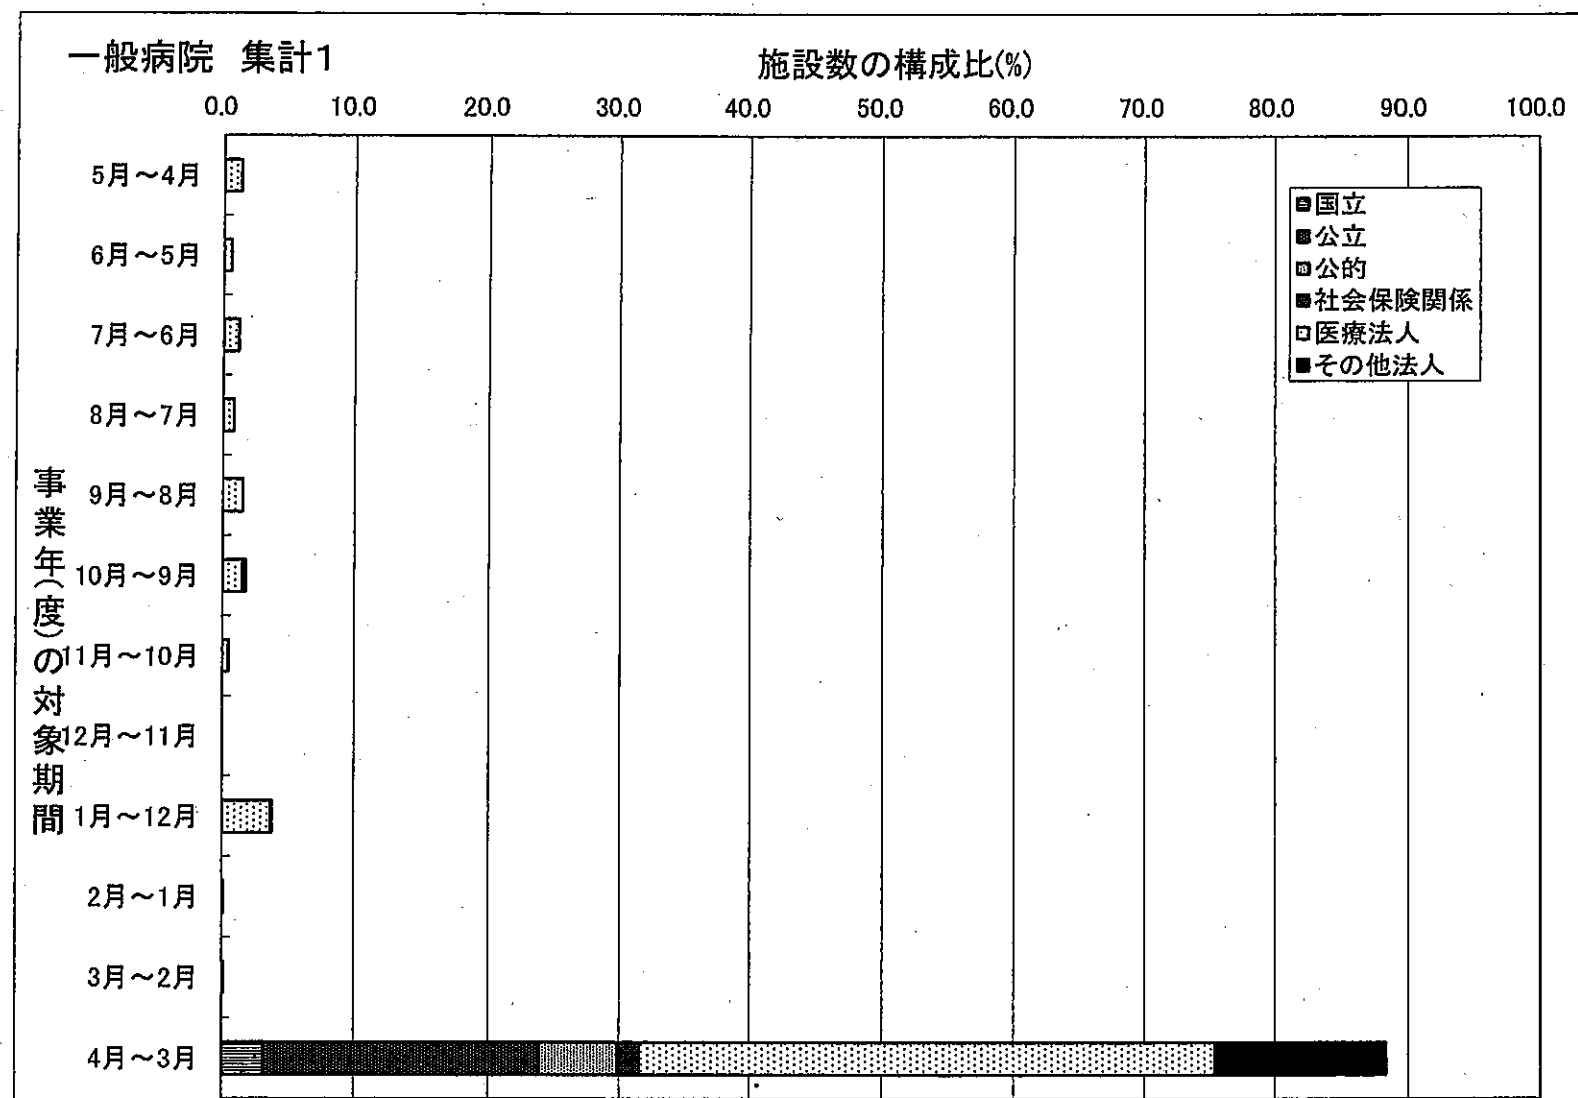 一般病院 集計1
施設数の構成比(%)
0.0 10.0 20.0 30.0 40.0 50.0 60.0 70.0 80.0 90.0 100.0
事業年(度)の対象期間
5月～4月
6月～5月
7月～6月
8月～7月
9月～8月
10月～9月
11月～10月
12月～11月
1月～12月
2月～1月
3月～2月
4月～3月
国立
公立
公的
社会保険関係
医療法人
その他法人